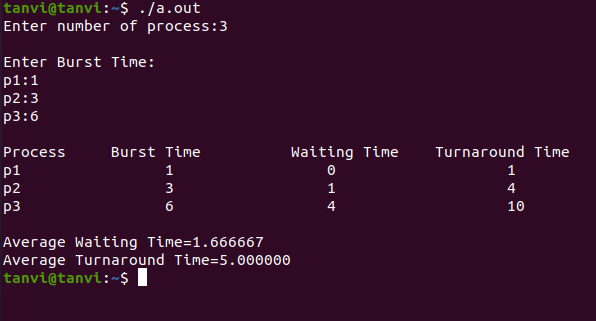 tanvi@tanvi:~$ ./a.out
Enter number of process:3
Enter Burst Time:
p1:1
p2:3
p3:6
Process Burst Time Waiting Time Turnaround Time
p1 1 0 1
p2 3 1 4
p3 6 4 10
Average Waiting Time=1.666667
Average Turnaround Time=5.000000
tanvi@tanvi:~$